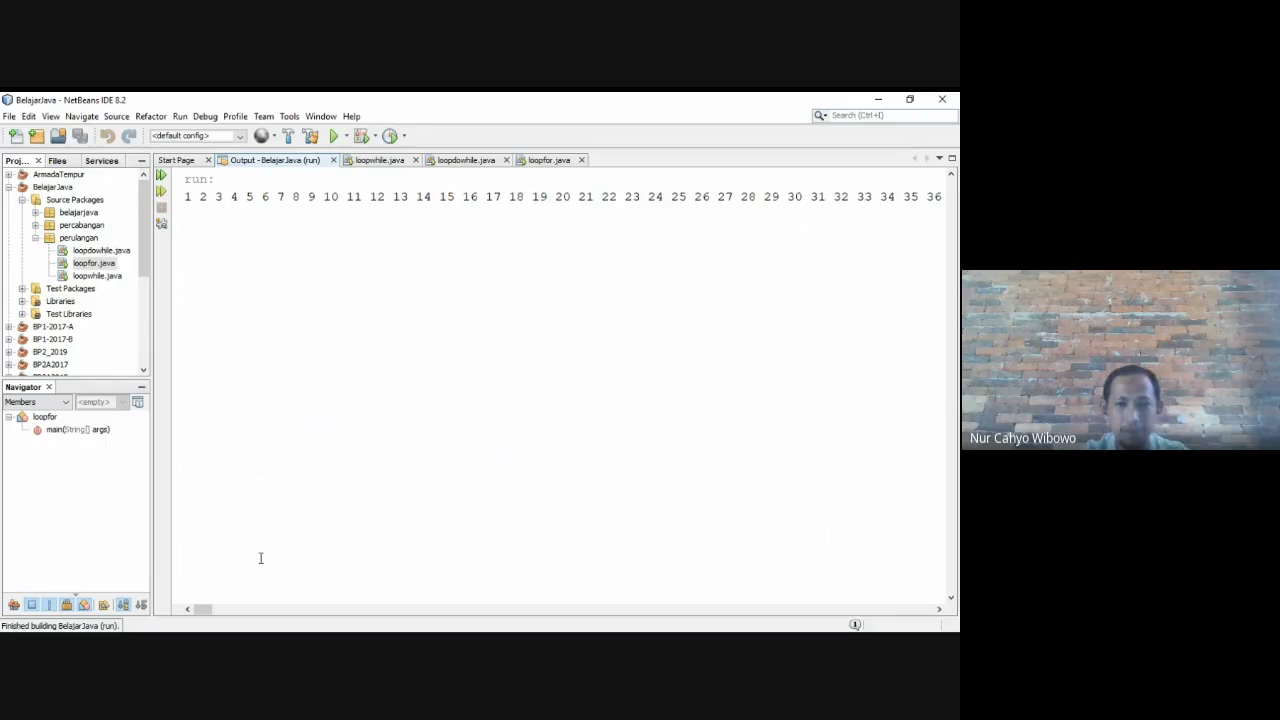 BelajarJava - NetBeans IDE 8.2
File Edit View Navigate Source Refactor Run Debug Profile Team Tools Window Help
Search (Ctrl+I)
<default config>
Proj... Files Services
Start Page Output - BelajarJava (run) loopwhile.java loopdowhile.java loopfor.java
ArmadaTempur
BelajarJava
Source Packages
belajarjava
percabangan
perulangan
loopdowhile.java
loopfor.java
loopwhile.java
Test Packages
Libraries
Test Libraries
BP1-2017-A
BP1-2017-B
BP2_2019
BP2A2017
run:
1 2 3 4 5 6 7 8 9 10 11 12 13 14 15 16 17 18 19 20 21 22 23 24 25 26 27 28 29 30 31 32 33 34 35 36
Navigator
Members <empty>
loopfor
main(String[] args)
Finished building BelajarJava (run).
1
Nur Cahyo Wibowo